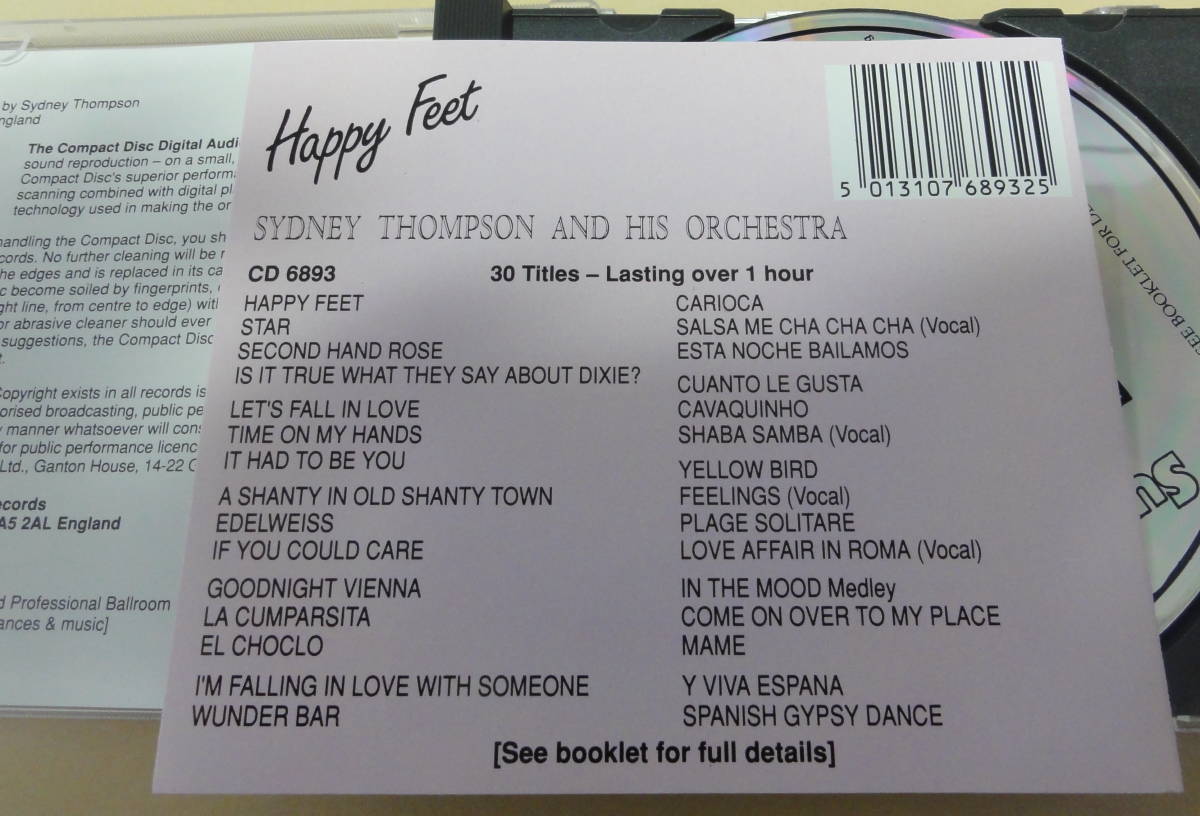 by Sydney Thompson
England
The Compact Disc Digital Audi
sound reproduction – on a small,
Compact Disc's superior perform
scanning combined with digital pl
technology used in making the or
handling the Compact Disc, you sh
cords. No further cleaning will be
he edges and is replaced in its ca
c become soiled by fingerprints,
ght line, from centre to edge) with
or abrasive cleaner should ever
suggestions, the Compact Disc
Copyright exists in all records is
orised broadcasting, public pe
y manner whatsoever will cons
for public performance licenc
Ltd., Ganton House, 14-22
ecords
A5 2AL England
d Professional Ballroom
ances & music]
Happy Feet
5 013107 689325
SYDNEY THOMPSON AND HIS ORCHESTRA
CD 6893 30 Titles – Lasting over 1 hour
HAPPY FEET
STAR
SECOND HAND ROSE
IS IT TRUE WHAT THEY SAY ABOUT DIXIE?
LET'S FALL IN LOVE
TIME ON MY HANDS
IT HAD TO BE YOU
A SHANTY IN OLD SHANTY TOWN
EDELWEISS
IF YOU COULD CARE
GOODNIGHT VIENNA
LA CUMPARSITA
EL CHOCLO
I'M FALLING IN LOVE WITH SOMEONE
WUNDER BAR
CARIOCA
SALSA ME CHA CHA CHA (Vocal)
ESTA NOCHE BAILAMOS
CUANTO LE GUSTA
CAVAQUINHO
SHABA SAMBA (Vocal)
YELLOW BIRD
FEELINGS (Vocal)
PLAGE SOLITARE
LOVE AFFAIR IN ROMA (Vocal)
IN THE MOOD Medley
COME ON OVER TO MY PLACE
MAME
Y VIVA ESPANA
SPANISH GYPSY DANCE
[See booklet for full details]
SEE BOOKLET FOR